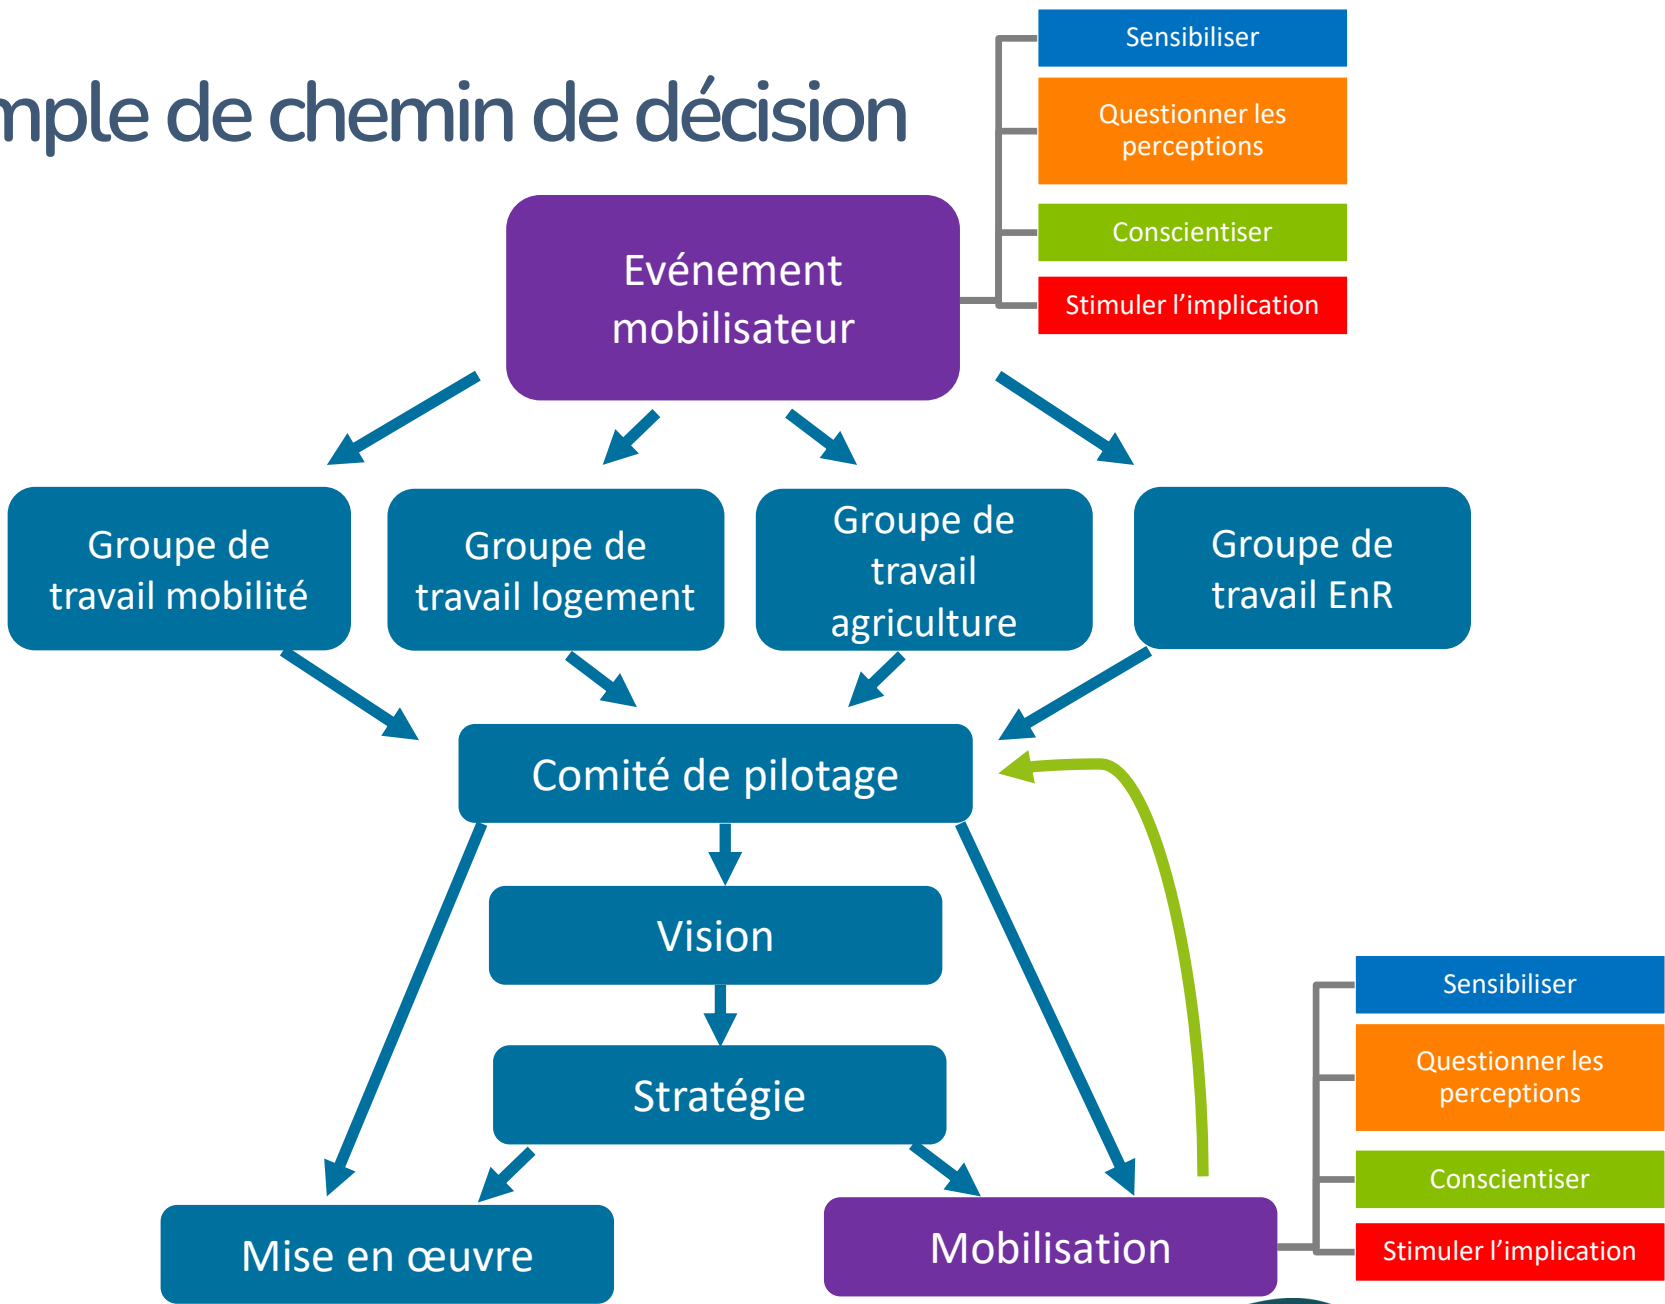 mple de chemin de décision
Sensibiliser
Questionner les
perceptions
Conscientiser
Stimuler l’implication
Evénement
mobilisateur
Groupe de
travail mobilité
Groupe de
travail logement
Groupe de
travail
agriculture
Groupe de
travail EnR
Comité de pilotage
Vision
Stratégie
Mise en œuvre
Mobilisation
Sensibiliser
Questionner les
perceptions
Conscientiser
Stimuler l’implication